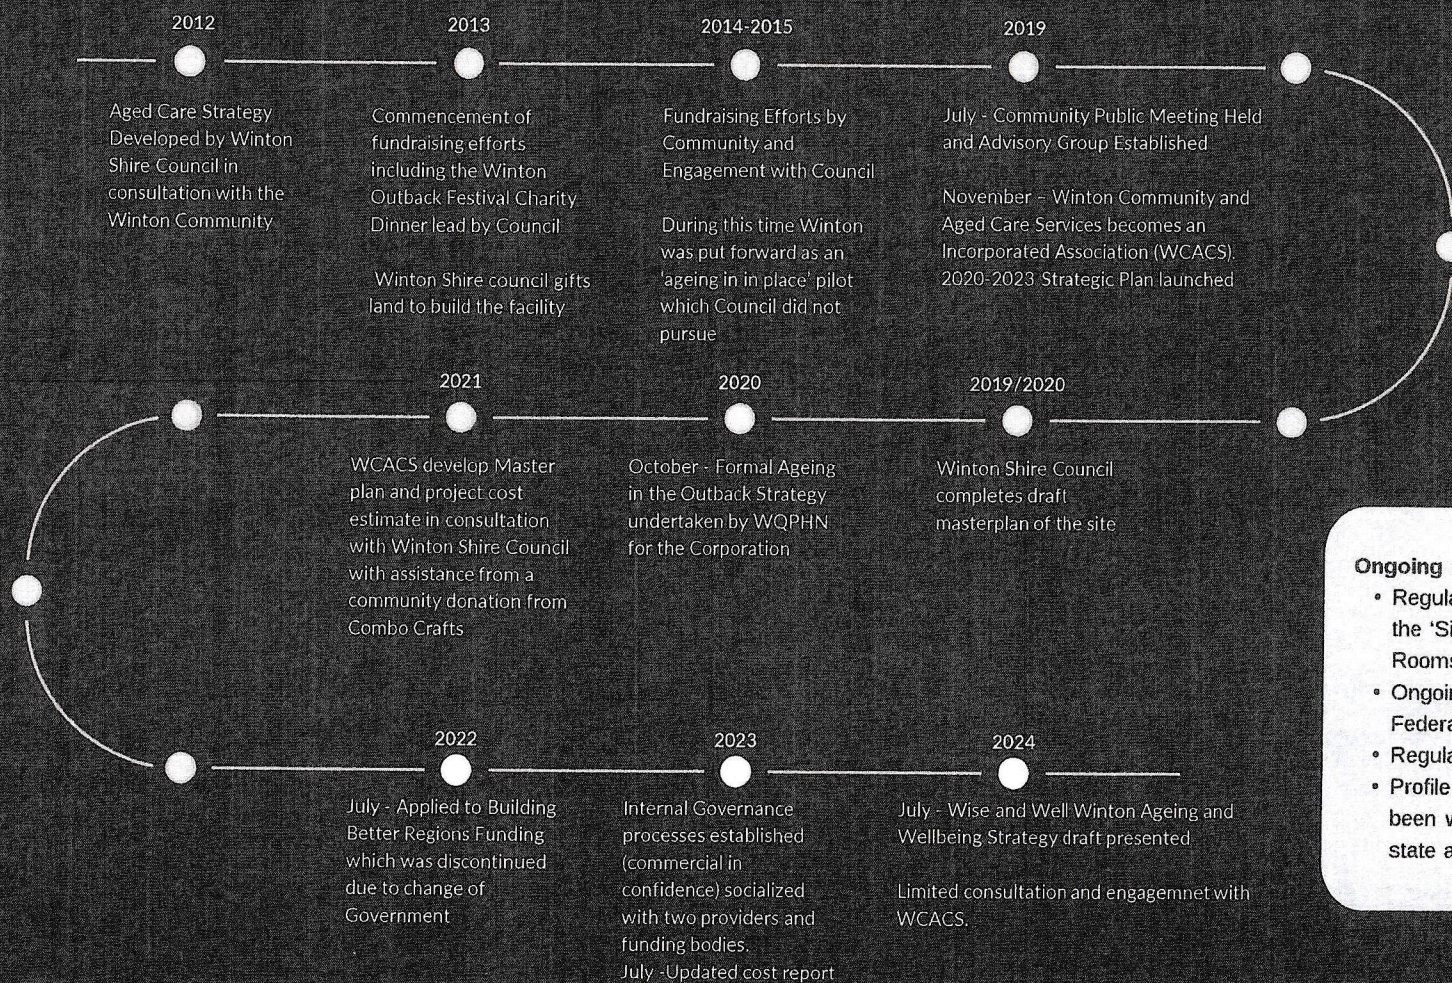 2012
Aged Care Strategy
Developed by Winton
Shire Council in
consultation with the
Winton Community
2013
Commencement of
fundraising efforts
including the Winton
Outback Festival Charity
Dinner lead by Council
Winton Shire council gifts
land to build the facility
2014-2015
Fundraising Efforts by
Community and
Engagement with Council
During this time Winton
was put forward as an
'ageing in in place' pilot
which Council did not
pursue
2019
July - Community Public Meeting Held
and Advisory Group Established
November – Winton Community and
Aged Care Services becomes an
Incorporated Association (WCACS).
2020-2023 Strategic Plan launched
2019/2020
Winton Shire Council
completes draft
masterplan of the site
2020
October - Formal Ageing
in the Outback Strategy
undertaken by WQPHN
for the Corporation
2021
WCACS develop Master
plan and project cost
estimate in consultation
with Winton Shire Council
with assistance from a
community donation from
Combo Crafts
2022
July - Applied to Building
Better Regions Funding
which was discontinued
due to change of
Government
2023
Internal Governance
processes established
(commercial in
confidence) socialized
with two providers and
funding bodies.
July -Updated cost report
2024
July - Wise and Well Winton Ageing and
Wellbeing Strategy draft presented
Limited consultation and engagemnet with
WCACS.
Ongoing
• Regula
the 'Si
Rooms
• Ongoin
Federa
• Regula
• Profile
been w
state a